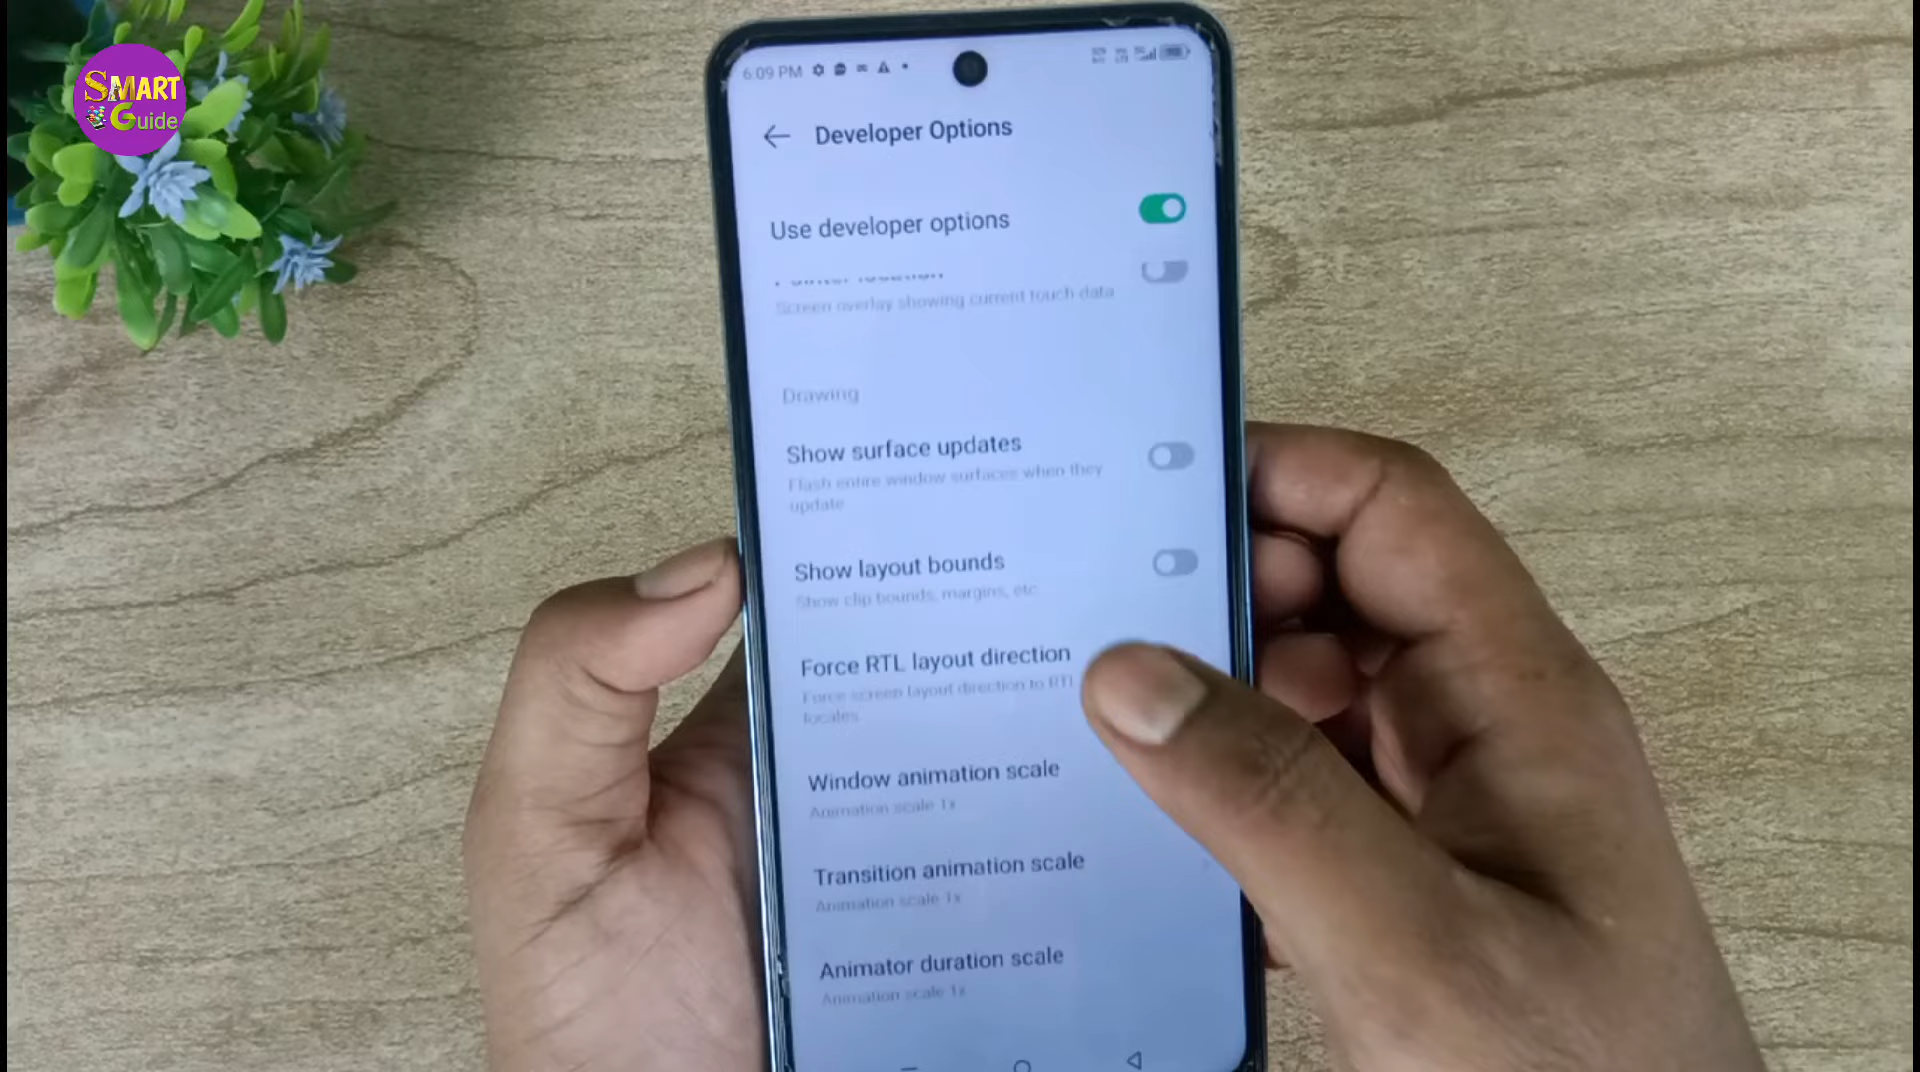 SMART
Guide
6:09 PM
Developer Options
Use developer options
Screen overlay showing current touch data
Drawing
Show surface updates
Flash entire window surfaces when they
update
Show layout bounds
Show clip bounds, margins, etc
Force RTL layout direction
Force screen layout direction to RTL
locales
Window animation scale
Animation scale 1x
Transition animation scale
Animation scale 1x
Animator duration scale
Animation scale 1x